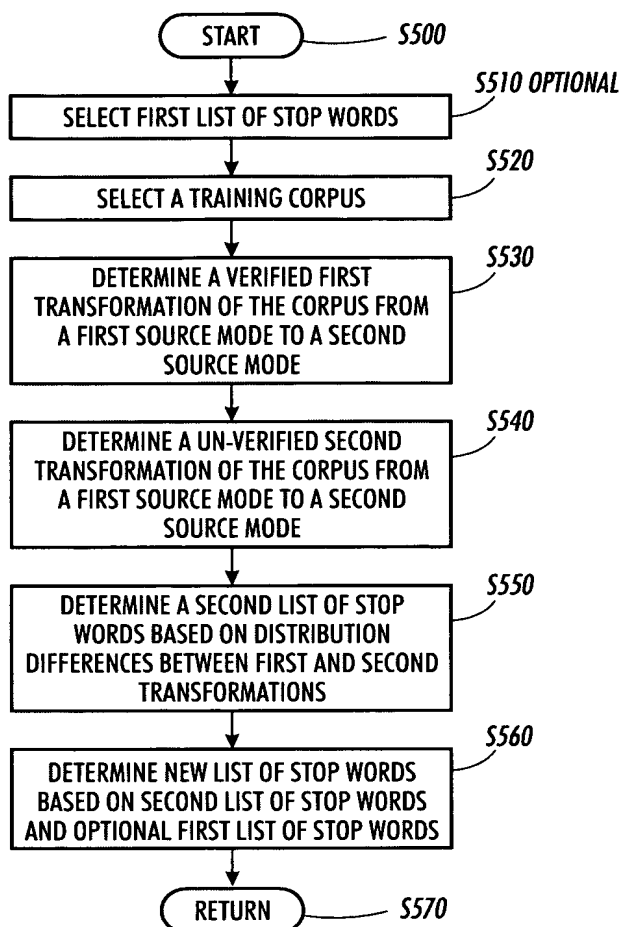 START
S500
S510 OPTIONAL
SELECT FIRST LIST OF STOP WORDS
S520
SELECT A TRAINING CORPUS
S530
DETERMINE A VERIFIED FIRST
TRANSFORMATION OF THE CORPUS FROM
A FIRST SOURCE MODE TO A SECOND
SOURCE MODE
S540
DETERMINE A UN-VERIFIED SECOND
TRANSFORMATION OF THE CORPUS FROM
A FIRST SOURCE MODE TO A SECOND
SOURCE MODE
S550
DETERMINE A SECOND LIST OF STOP
WORDS BASED ON DISTRIBUTION
DIFFERENCES BETWEEN FIRST AND SECOND
TRANSFORMATIONS
S560
DETERMINE NEW LIST OF STOP WORDS
BASED ON SECOND LIST OF STOP WORDS
AND OPTIONAL FIRST LIST OF STOP WORDS
RETURN
S570